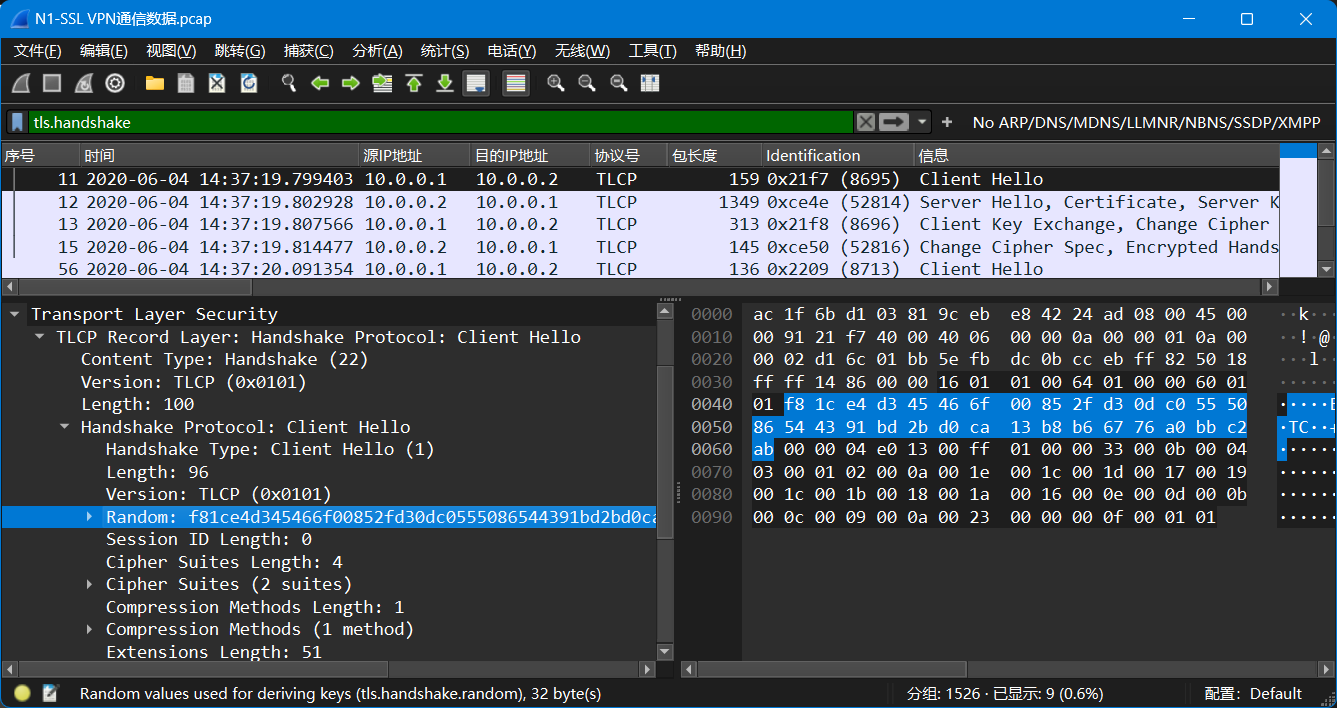 N1-SSL VPN通信数据.pcap
文件(F) 编辑(E) 视图(V) 跳转(G) 捕获(C) 分析(A) 统计(S) 电话(Y) 无线(W) 工具(T) 帮助(H)
tls.handshake + No ARP/DNS/MDNS/LLMNR/NBNS/SSDP/XMPP
序号 时间 源IP地址 目的IP地址 协议号 包长度 Identification 信息
11 2020-06-04 14:37:19.799403 10.0.0.1 10.0.0.2 TLCP 159 0x21f7 (8695) Client Hello
12 2020-06-04 14:37:19.802928 10.0.0.2 10.0.0.1 TLCP 1349 0xce4e (52814) Server Hello, Certificate, Server K
13 2020-06-04 14:37:19.807566 10.0.0.1 10.0.0.2 TLCP 313 0x21f8 (8696) Client Key Exchange, Change Cipher
15 2020-06-04 14:37:19.814477 10.0.0.2 10.0.0.1 TLCP 145 0xce50 (52816) Change Cipher Spec, Encrypted Hands
56 2020-06-04 14:37:20.091354 10.0.0.1 10.0.0.2 TLCP 136 0x2209 (8713) Client Hello
Transport Layer Security
TLCP Record Layer: Handshake Protocol: Client Hello
Content Type: Handshake (22)
Version: TLCP (0x0101)
Length: 100
Handshake Protocol: Client Hello
Handshake Type: Client Hello (1)
Length: 96
Version: TLCP (0x0101)
Random: f81ce4d345466f00852fd30dc0555086544391bd2bd0ca
Session ID Length: 0
Cipher Suites Length: 4
Cipher Suites (2 suites)
Compression Methods Length: 1
Compression Methods (1 method)
Extensions Length: 51
0000 ac 1f 6b d1 03 81 9c eb e8 42 24 ad 08 00 45 00 ··k···
0010 00 91 21 f7 40 00 40 06 00 00 0a 00 00 01 0a 00 ··!·@
0020 00 02 d1 6c 01 bb 5e fb dc 0b cc eb ff 82 50 18 ···l··
0030 ff ff 14 86 00 00 16 01 01 00 64 01 00 00 60 01 ······
0040 01 f8 1c e4 d3 45 46 6f 00 85 2f d3 0d c0 55 50 ·····E
0050 86 54 43 91 bd 2b d0 ca 13 b8 b6 67 76 a0 bb c2 ·TC··+
0060 ab 00 00 04 e0 13 00 ff 01 00 00 33 00 0b 00 04 ······
0070 03 00 01 02 00 0a 00 1e 00 1c 00 1d 00 17 00 19 ······
0080 00 1c 00 1b 00 18 00 1a 00 16 00 0e 00 0d 00 0b ······
0090 00 0c 00 09 00 0a 00 23 00 00 00 0f 00 01 01 ······
Random values used for deriving keys (tls.handshake.random), 32 byte(s) 分组: 1526 · 已显示: 9 (0.6%) 配置: Default